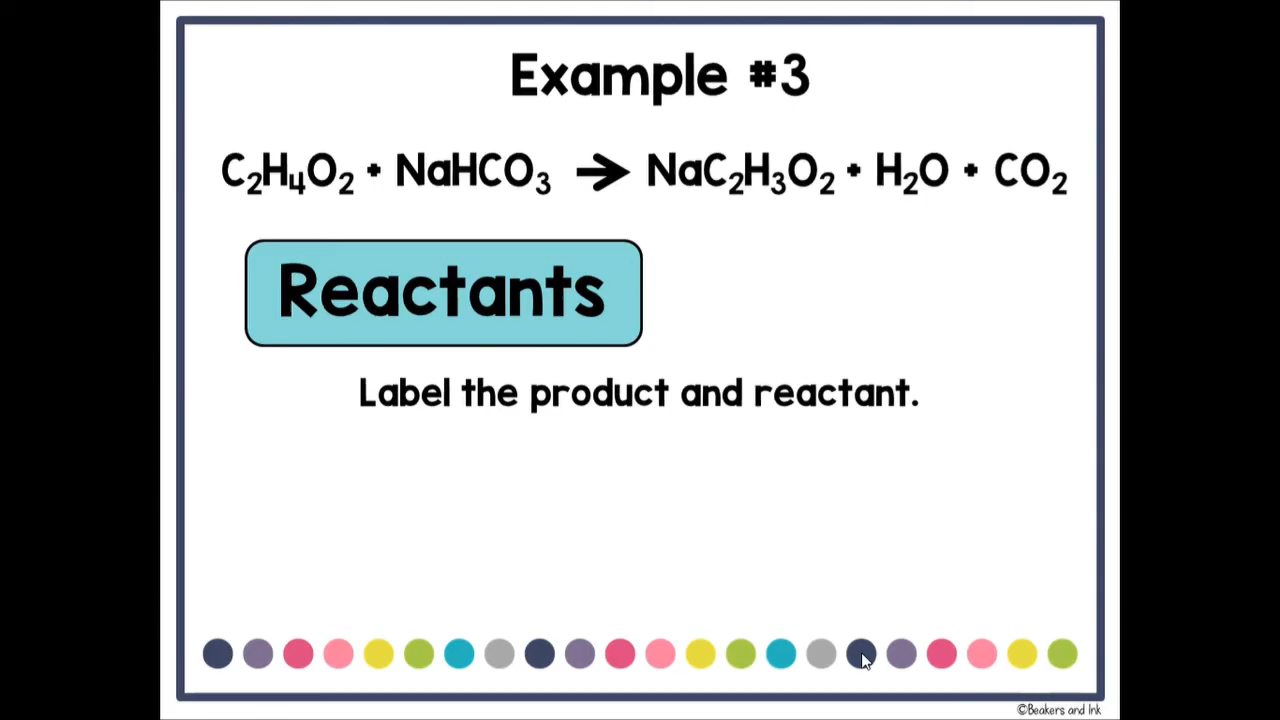 Example #3
C₂H₄O₂ + NaHCO₃ → NaC₂H₃O₂ + H₂O + CO₂
Reactants
Label the product and reactant.
©Beakers and Ink